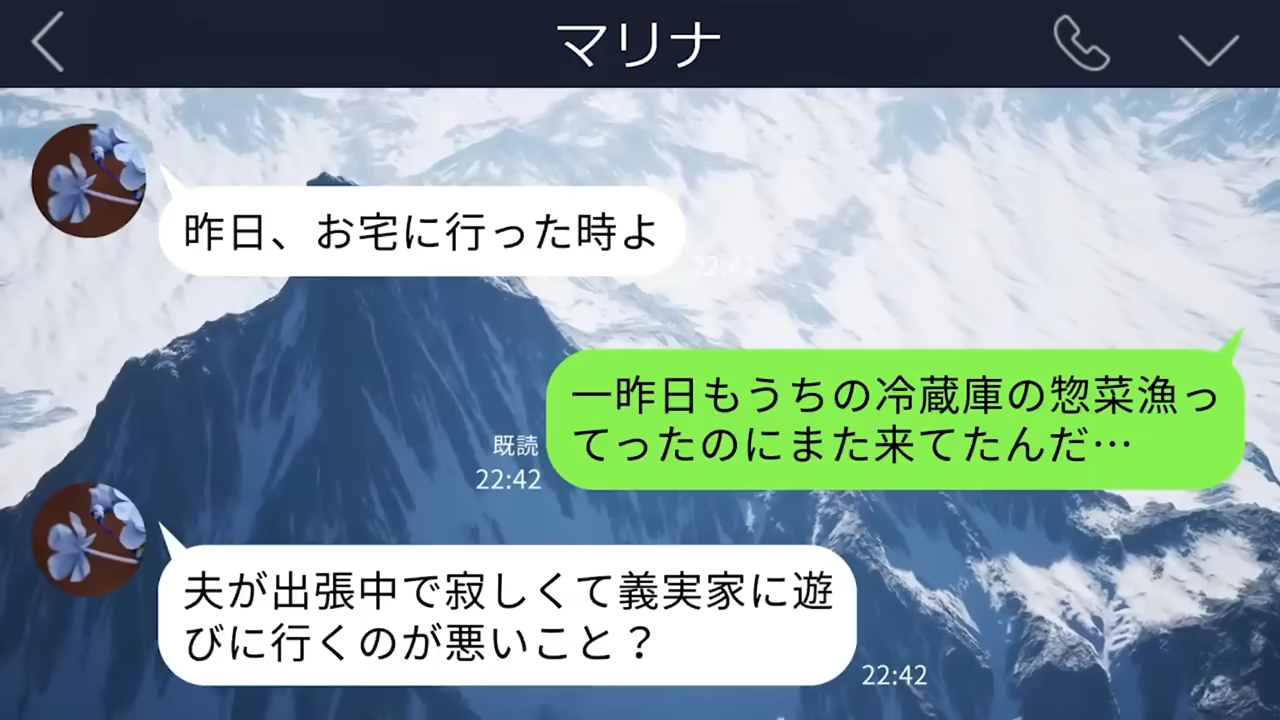 マリナ
昨日、お宅に行った時よ
22:42
一昨日もうちの冷蔵庫の惣菜漁っ
てったのにまた来てたんだ…
既読
22:42
夫が出張中で寂しくて義実家に遊
びに行くのが悪いこと？
22:42